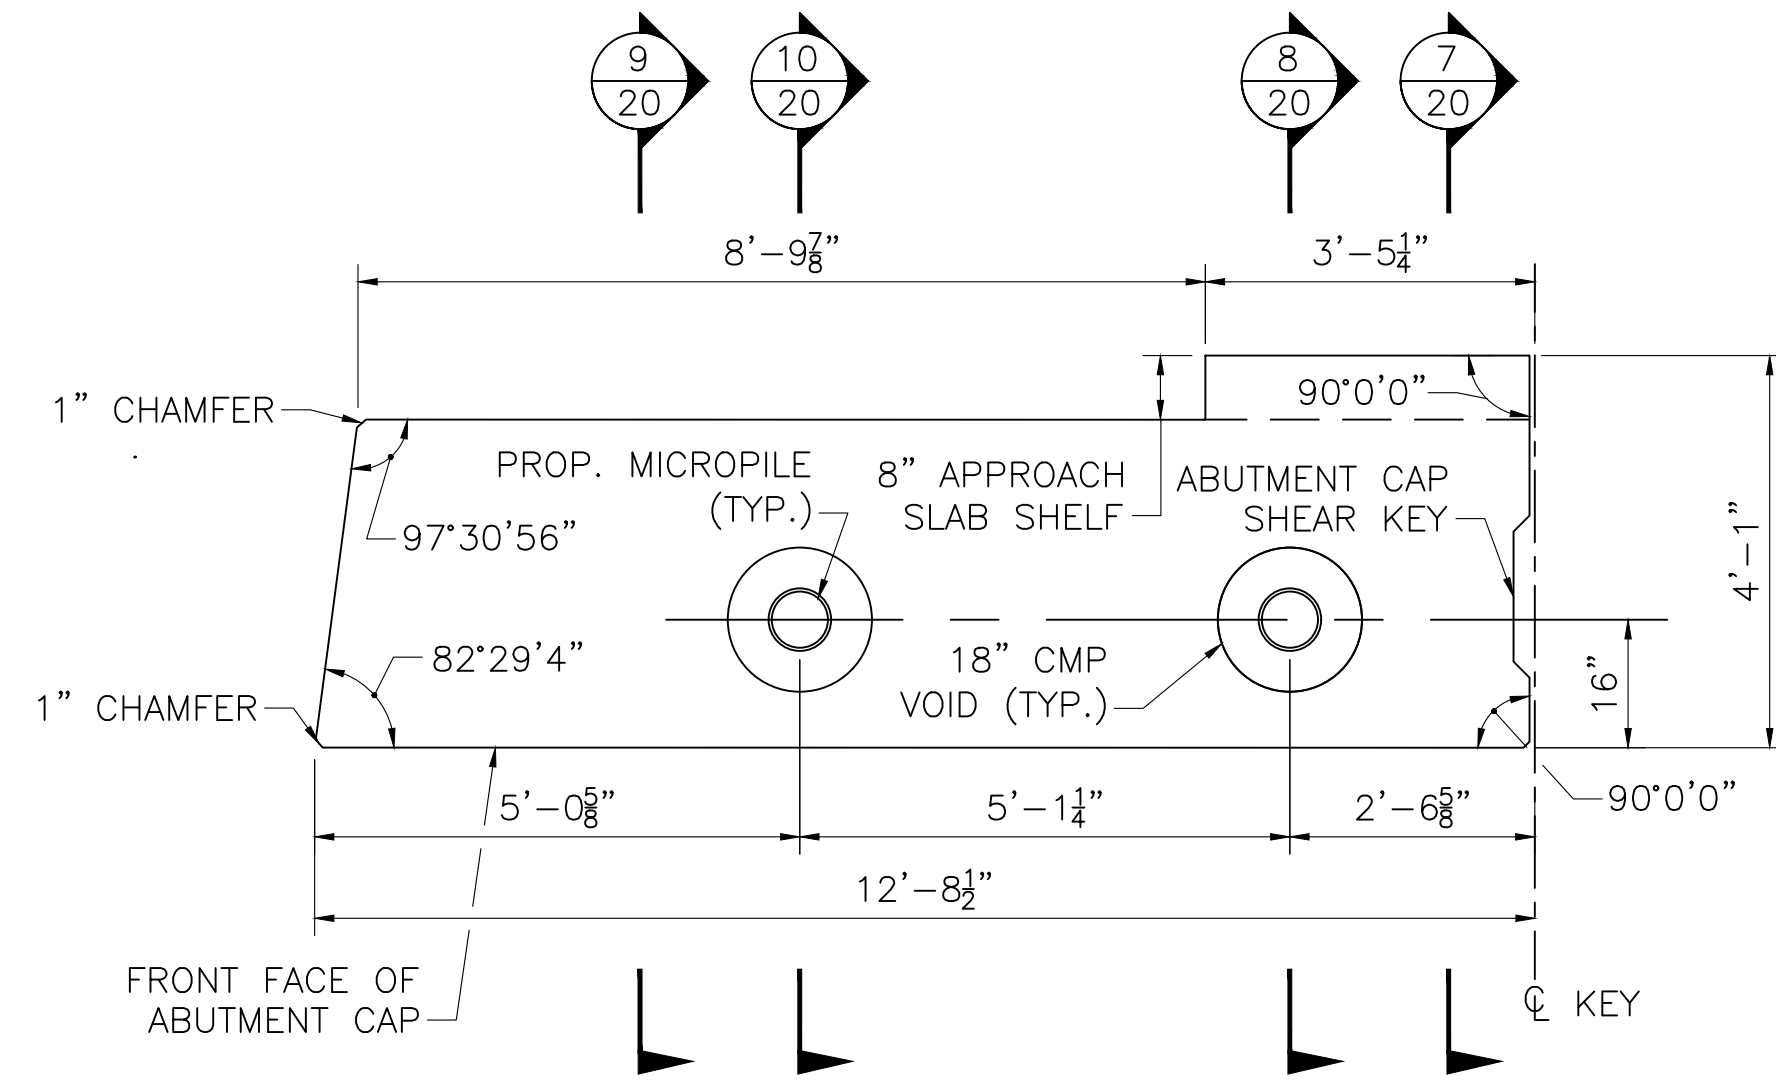 9
20
10
20
8
20
7
20
8'-9⅞"
3'-5¼"
1" CHAMFER
90°0'0"
PROP. MICROPILE
(TYP.)
8" APPROACH
SLAB SHELF
ABUTMENT CAP
SHEAR KEY
97°30'56"
4'-1"
82°29'4"
18" CMP
VOID (TYP.)
16"
1" CHAMFER
5'-0⅝"
5'-1¼"
2'-6⅝"
90°0'0"
12'-8½"
FRONT FACE OF
ABUTMENT CAP
℄ KEY